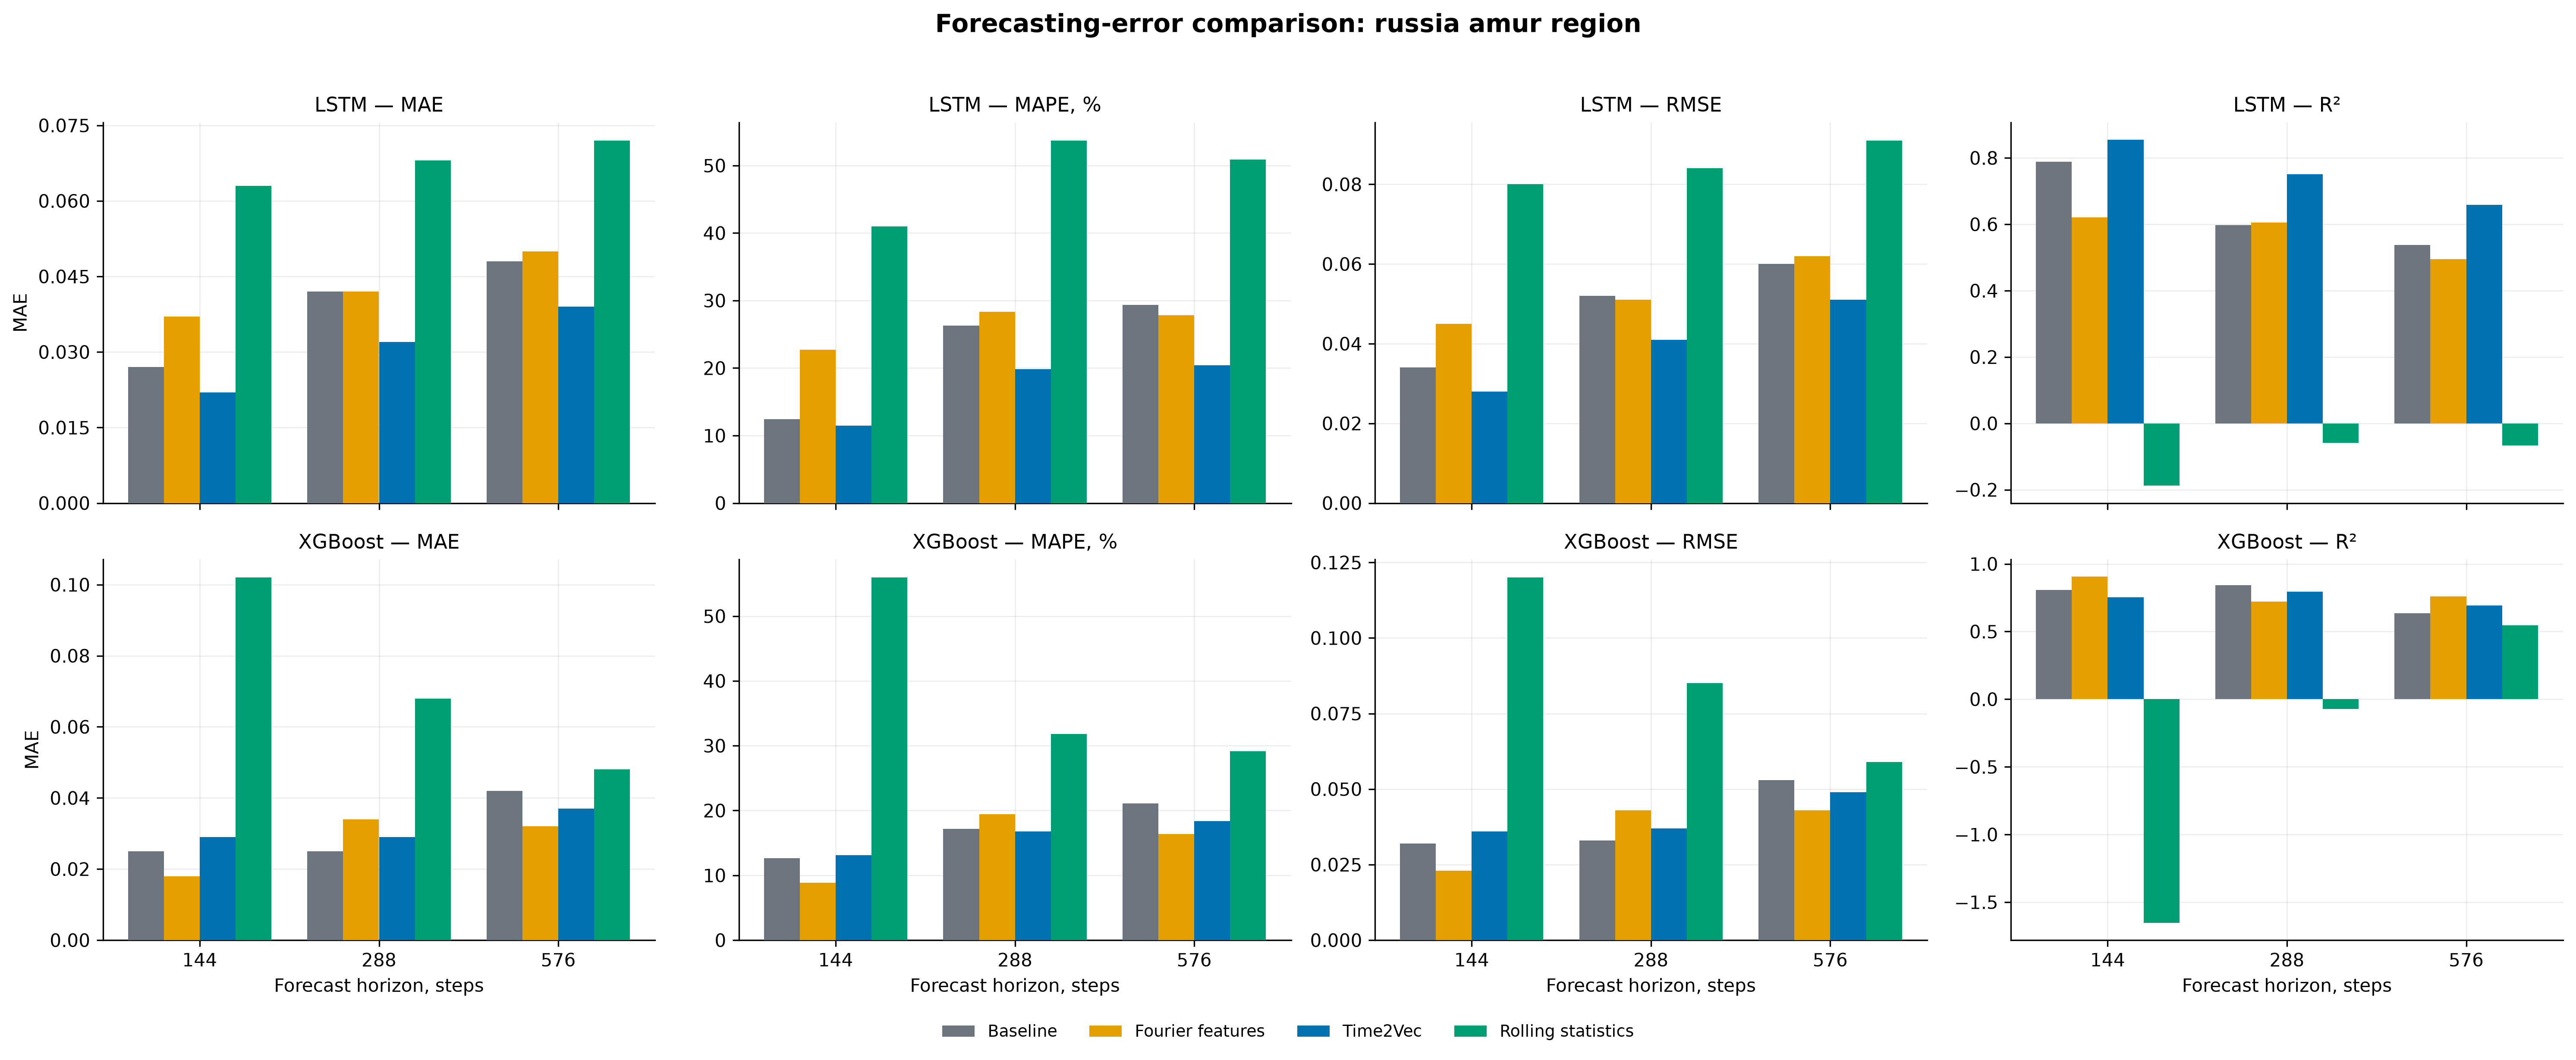 Forecasting-error comparison: russia amur region
LSTM — MAE
0.075
0.060
0.045
0.030
0.015
0.000
MAE
LSTM — MAPE, %
50
40
30
20
10
0
LSTM — RMSE
0.08
0.06
0.04
0.02
0.00
LSTM — R²
0.8
0.6
0.4
0.2
0.0
−0.2
XGBoost — MAE
0.10
0.08
0.06
0.04
0.02
0.00
MAE
144 288 576
Forecast horizon, steps
XGBoost — MAPE, %
50
40
30
20
10
0
144 288 576
Forecast horizon, steps
XGBoost — RMSE
0.125
0.100
0.075
0.050
0.025
0.000
144 288 576
Forecast horizon, steps
XGBoost — R²
1.0
0.5
0.0
−0.5
−1.0
−1.5
144 288 576
Forecast horizon, steps
Baseline Fourier features Time2Vec Rolling statistics